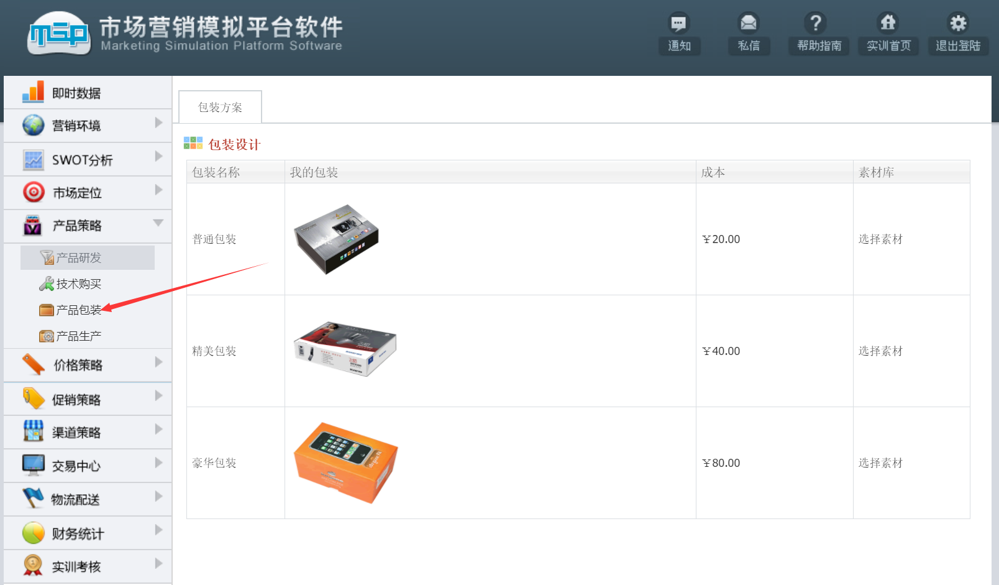 msp 市场营销模拟平台软件
Marketing Simulation Platform Software
通知
私信
帮助指南
实训首页
退出登陆
即时数据
营销环境
SWOT分析
市场定位
产品策略
产品研发
技术购买
产品包装
产品生产
价格策略
促销策略
渠道策略
交易中心
物流配送
财务统计
实训考核
包装方案
包装设计
包装名称 我的包装 成本 素材库
普通包装 ￥20.00 选择素材
精美包装 ￥40.00 选择素材
豪华包装 ￥80.00 选择素材